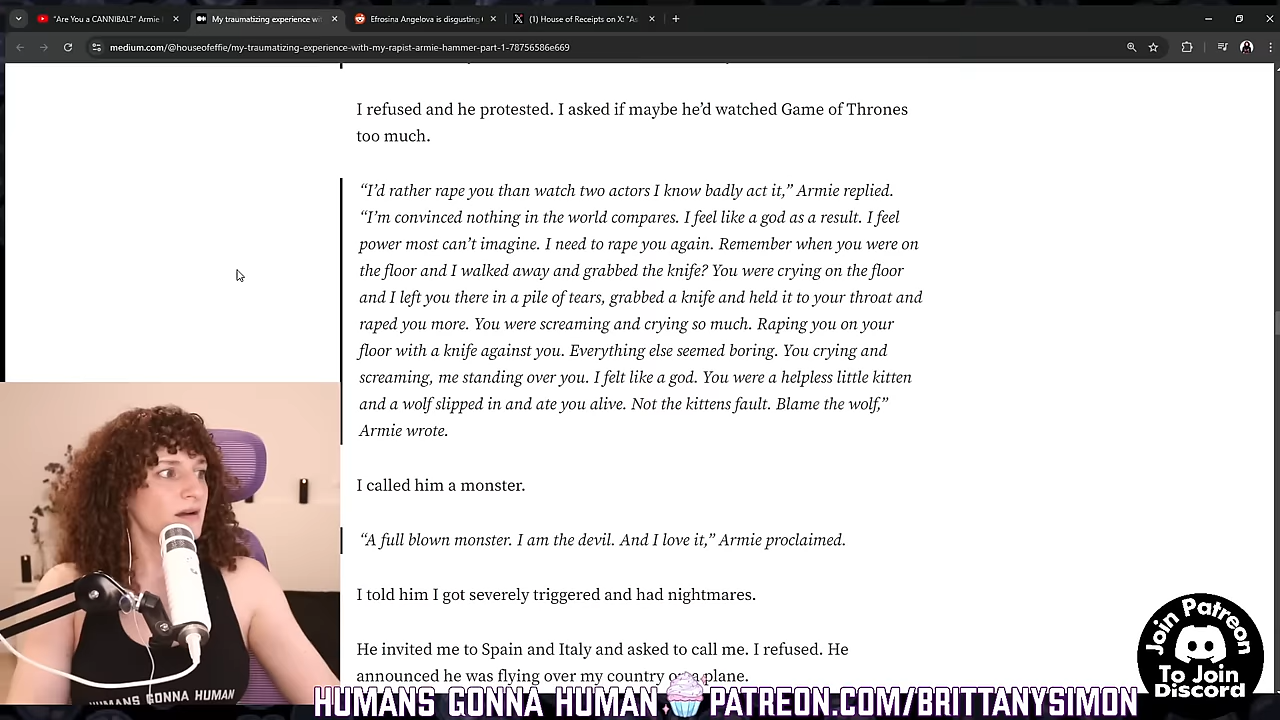 "Are You a CANNIBAL?" Armie
My traumatizing experience wi
Efrosina Angelova is disgusting
(1) House of Receipts on X: "As
medium.com/@houseofeffie/my-traumatizing-experience-with-my-rapist-armie-hammer-part-1-78756586e669
I refused and he protested. I asked if maybe he’d watched Game of Thrones
too much.
“I’d rather rape you than watch two actors I know badly act it,” Armie replied.
“I’m convinced nothing in the world compares. I feel like a god as a result. I feel
power most can’t imagine. I need to rape you again. Remember when you were on
the floor and I walked away and grabbed the knife? You were crying on the floor
and I left you there in a pile of tears, grabbed a knife and held it to your throat and
raped you more. You were screaming and crying so much. Raping you on your
floor with a knife against you. Everything else seemed boring. You crying and
screaming, me standing over you. I felt like a god. You were a helpless little kitten
and a wolf slipped in and ate you alive. Not the kittens fault. Blame the wolf,”
Armie wrote.
I called him a monster.
“A full blown monster. I am the devil. And I love it,” Armie proclaimed.
I told him I got severely triggered and had nightmares.
He invited me to Spain and Italy and asked to call me. I refused. He
announced he was flying over my country plane.
HUMANS GONNA HUMAN
Join Patreon
To Join
Discord
HUMANS GONNA HUMAN PATREON.COM/BRITTANYSIMON